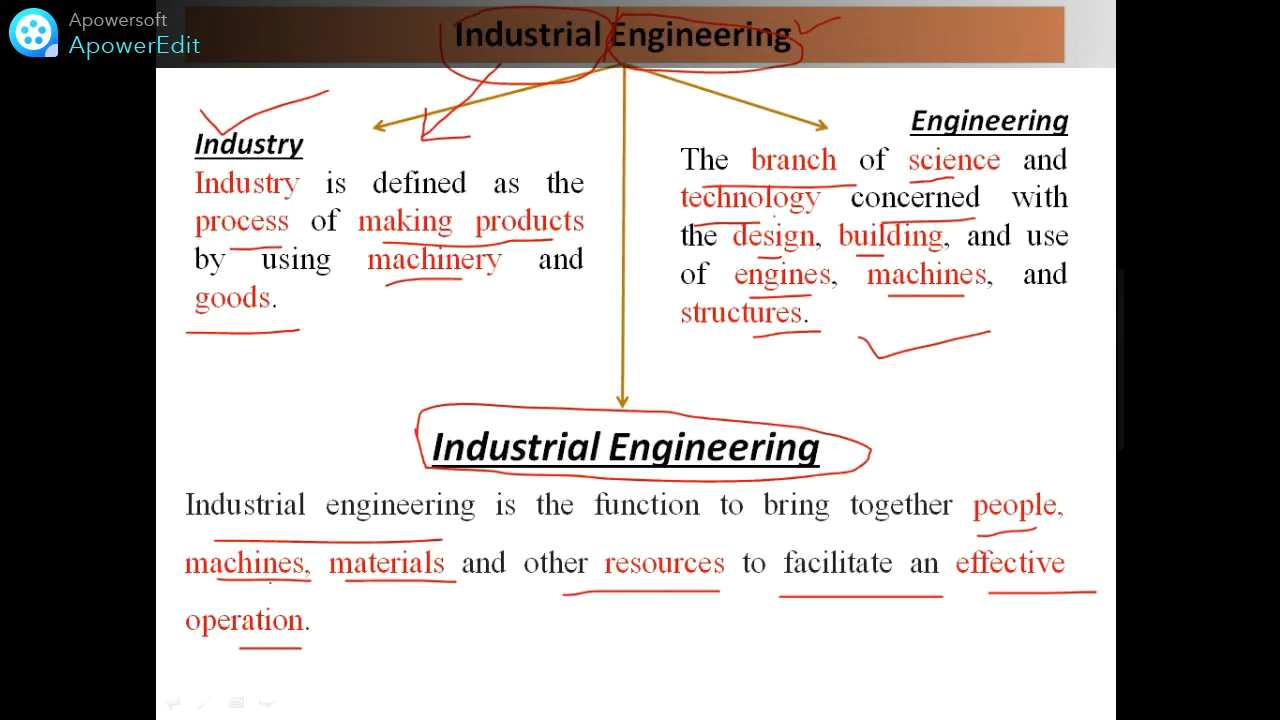 Apowersoft
ApowerEdit
Industrial Engineering
Industry
Industry is defined as the
process of making products
by using machinery and
goods.
Engineering
The branch of science and
technology concerned with
the design, building, and use
of engines, machines, and
structures.
Industrial Engineering
Industrial engineering is the function to bring together people,
machines, materials and other resources to facilitate an effective
operation.